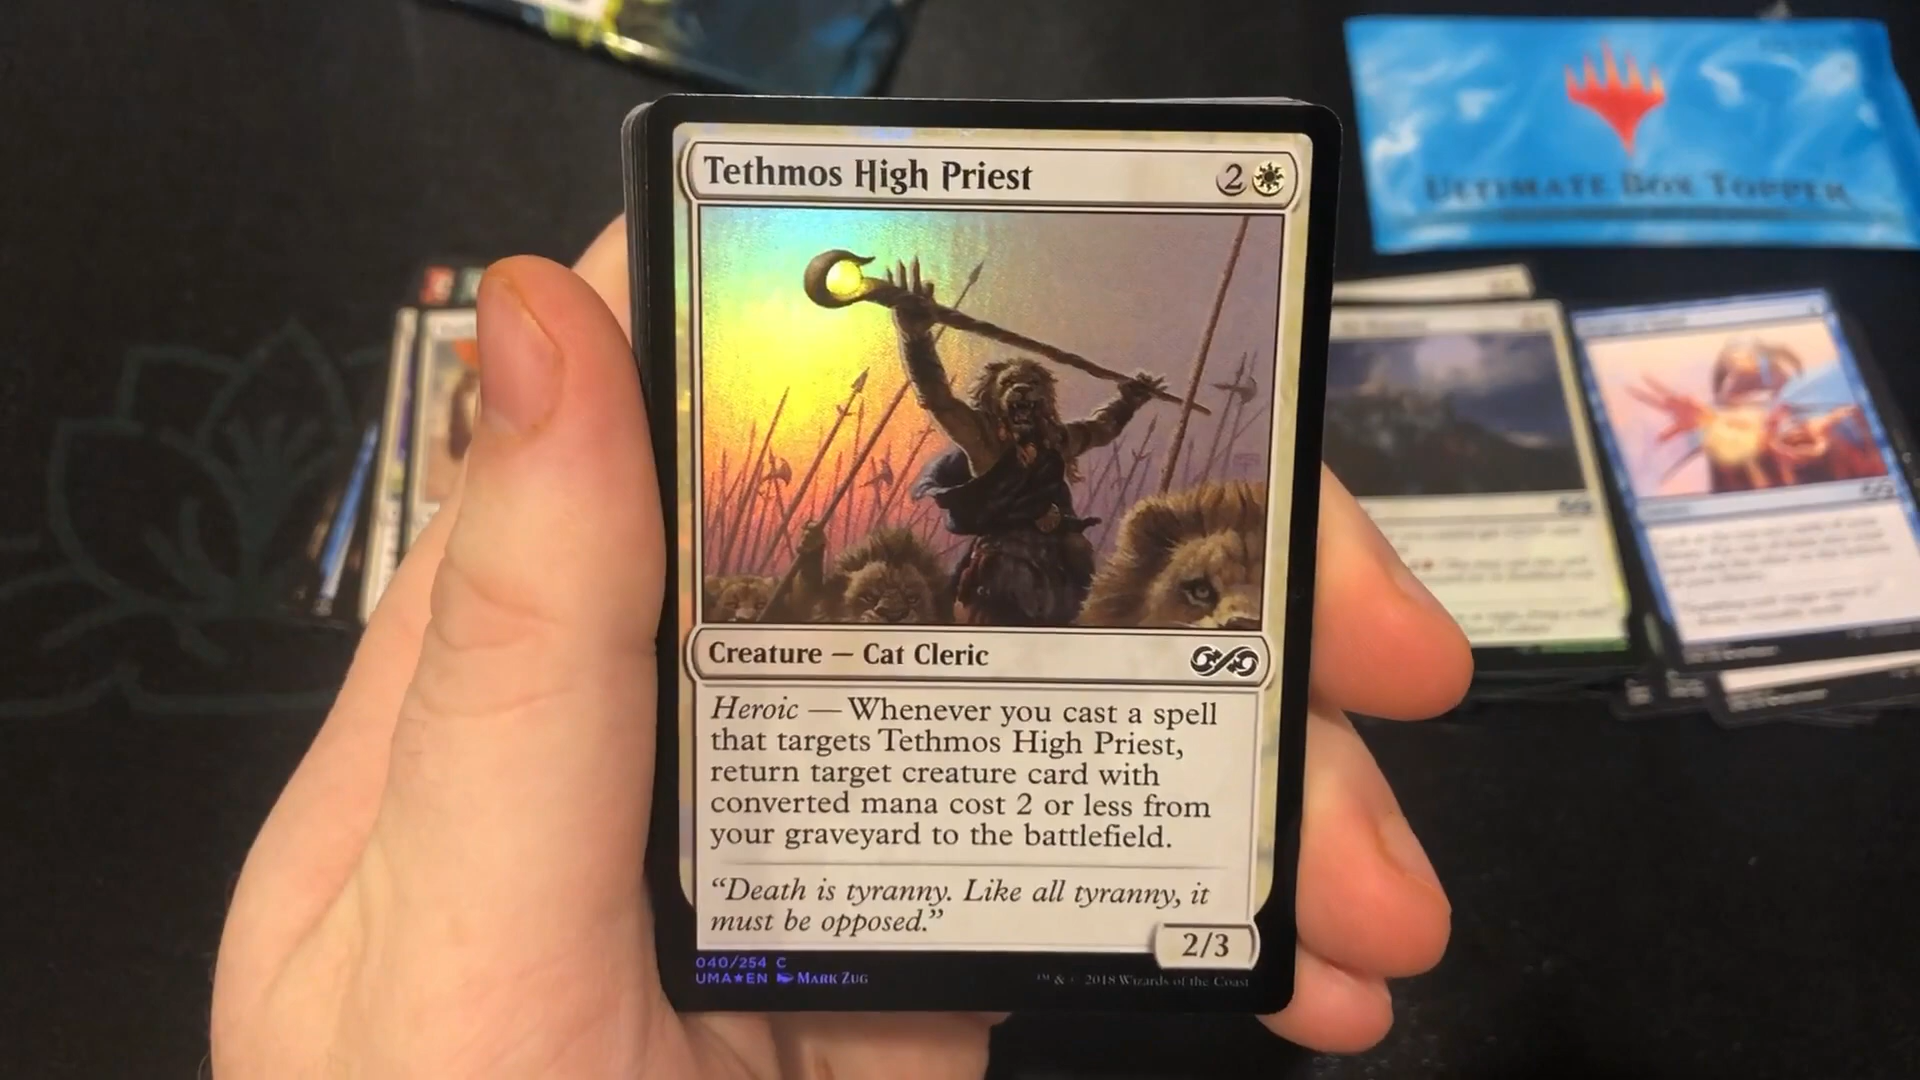 ULTIMATE BOX TOPPER
Tethmos High Priest
2
Creature — Cat Cleric
Heroic — Whenever you cast a spell
that targets Tethmos High Priest,
return target creature card with
converted mana cost 2 or less from
your graveyard to the battlefield.
“Death is tyranny. Like all tyranny, it
must be opposed.”
2/3
040/254 C
UMA★EN MARK ZUG
™ & © 2018 Wizards of the Coast